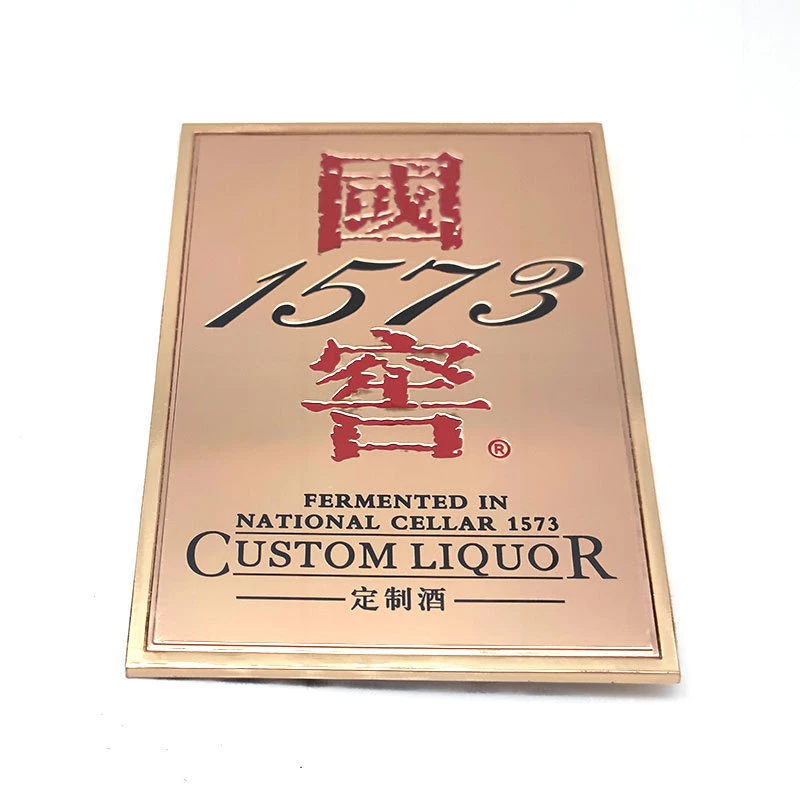 國
1573
窖®
FERMENTED IN
NATIONAL CELLAR 1573
CUSTOM LIQUOR
定制酒